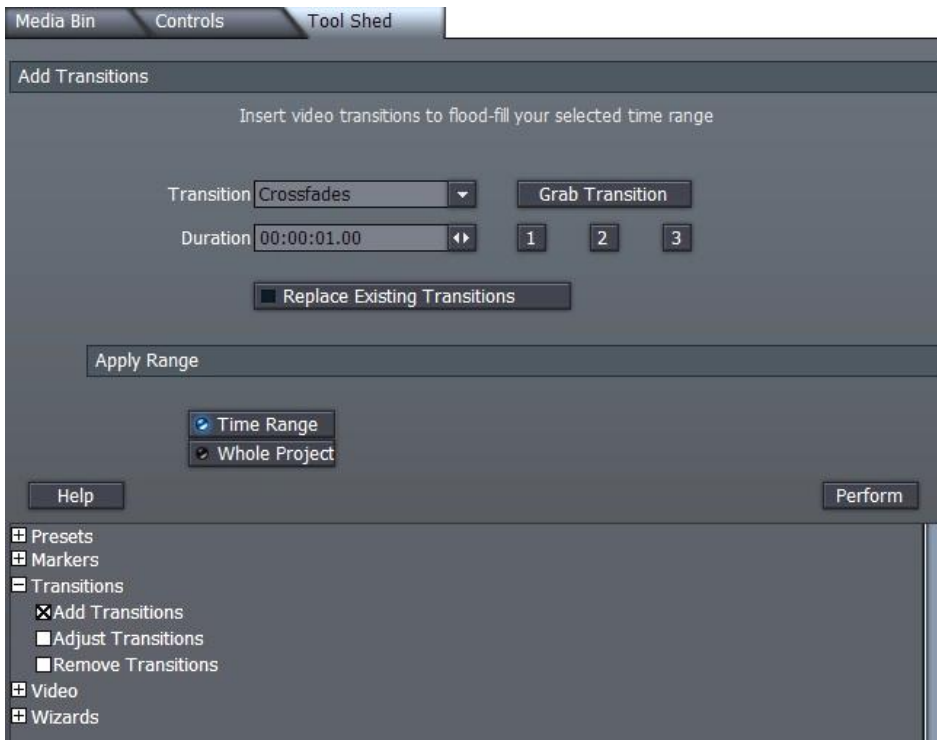 Media Bin Controls Tool Shed
Add Transitions
Insert video transitions to flood-fill your selected time range
Transition Crossfades Grab Transition
Duration 00:00:01.00 1 2 3
Replace Existing Transitions
Apply Range
Time Range
Whole Project
Help Perform
Presets
Markers
Transitions
Add Transitions
Adjust Transitions
Remove Transitions
Video
Wizards